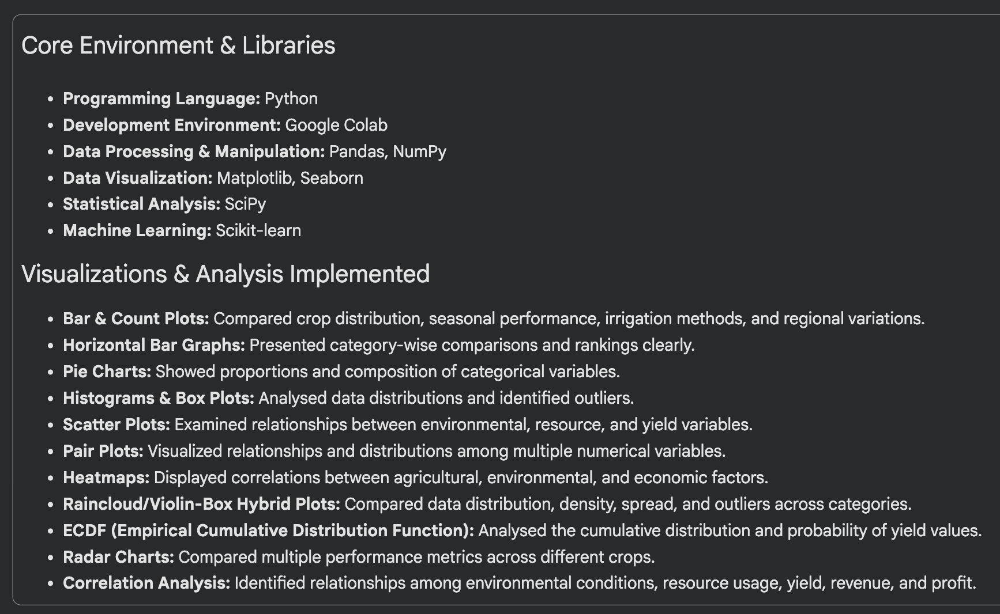 Core Environment & Libraries
• Programming Language: Python
• Development Environment: Google Colab
• Data Processing & Manipulation: Pandas, NumPy
• Data Visualization: Matplotlib, Seaborn
• Statistical Analysis: SciPy
• Machine Learning: Scikit-learn
Visualizations & Analysis Implemented
• Bar & Count Plots: Compared crop distribution, seasonal performance, irrigation methods, and regional variations.
• Horizontal Bar Graphs: Presented category-wise comparisons and rankings clearly.
• Pie Charts: Showed proportions and composition of categorical variables.
• Histograms & Box Plots: Analysed data distributions and identified outliers.
• Scatter Plots: Examined relationships between environmental, resource, and yield variables.
• Pair Plots: Visualized relationships and distributions among multiple numerical variables.
• Heatmaps: Displayed correlations between agricultural, environmental, and economic factors.
• Raincloud/Violin-Box Hybrid Plots: Compared data distribution, density, spread, and outliers across categories.
• ECDF (Empirical Cumulative Distribution Function): Analysed the cumulative distribution and probability of yield values.
• Radar Charts: Compared multiple performance metrics across different crops.
• Correlation Analysis: Identified relationships among environmental conditions, resource usage, yield, revenue, and profit.